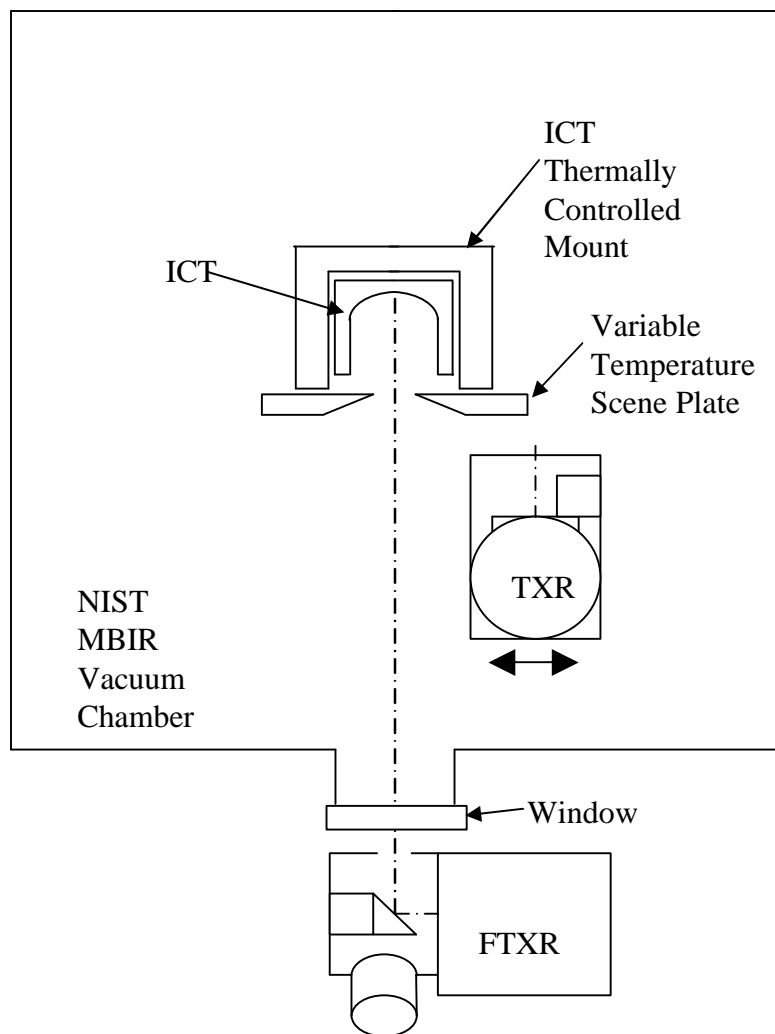 ICT
Thermally
Controlled
Mount
ICT
Variable
Temperature
Scene Plate
TXR
NIST
MBIR
Vacuum
Chamber
Window
FTXR